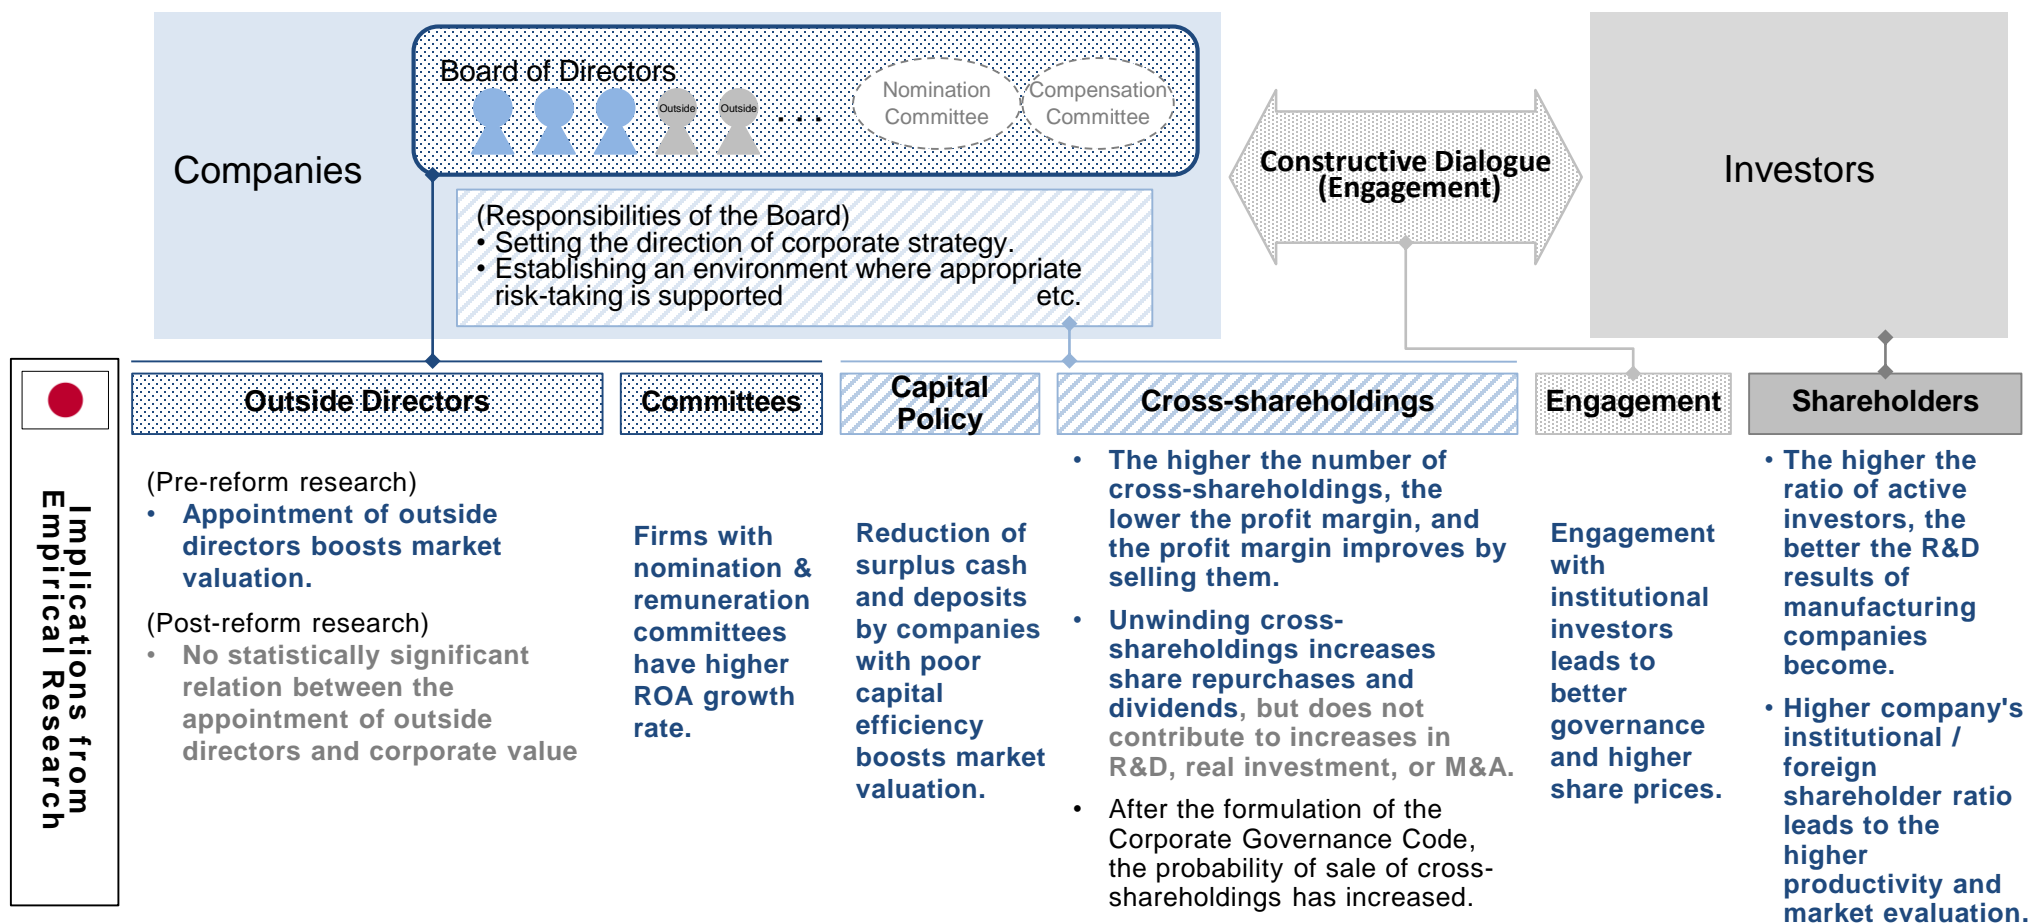 Board of Directors
Outside
Outside
...
Nomination
Committee
Compensation
Committee
Companies
Constructive Dialogue
(Engagement)
Investors
(Responsibilities of the Board)
• Setting the direction of corporate strategy.
• Establishing an environment where appropriate
risk-taking is supported etc.
Implications from
Empirical Research
Outside Directors
(Pre-reform research)
• Appointment of outside
directors boosts market
valuation.
(Post-reform research)
• No statistically significant
relation between the
appointment of outside
directors and corporate value
Committees
Firms with
nomination &
remuneration
committees
have higher
ROA growth
rate.
Capital
Policy
Reduction of
surplus cash
and deposits
by companies
with poor
capital
efficiency
boosts market
valuation.
Cross-shareholdings
• The higher the number of
cross-shareholdings, the
lower the profit margin, and
the profit margin improves by
selling them.
• Unwinding cross-
shareholdings increases
share repurchases and
dividends, but does not
contribute to increases in
R&D, real investment, or M&A.
• After the formulation of the
Corporate Governance Code,
the probability of sale of cross-
shareholdings has increased.
Engagement
Engagement
with
institutional
investors
leads to
better
governance
and higher
share prices.
Shareholders
• The higher the
ratio of active
investors, the
better the R&D
results of
manufacturing
companies
become.
• Higher company's
institutional /
foreign
shareholder ratio
leads to the
higher
productivity and
market evaluation.